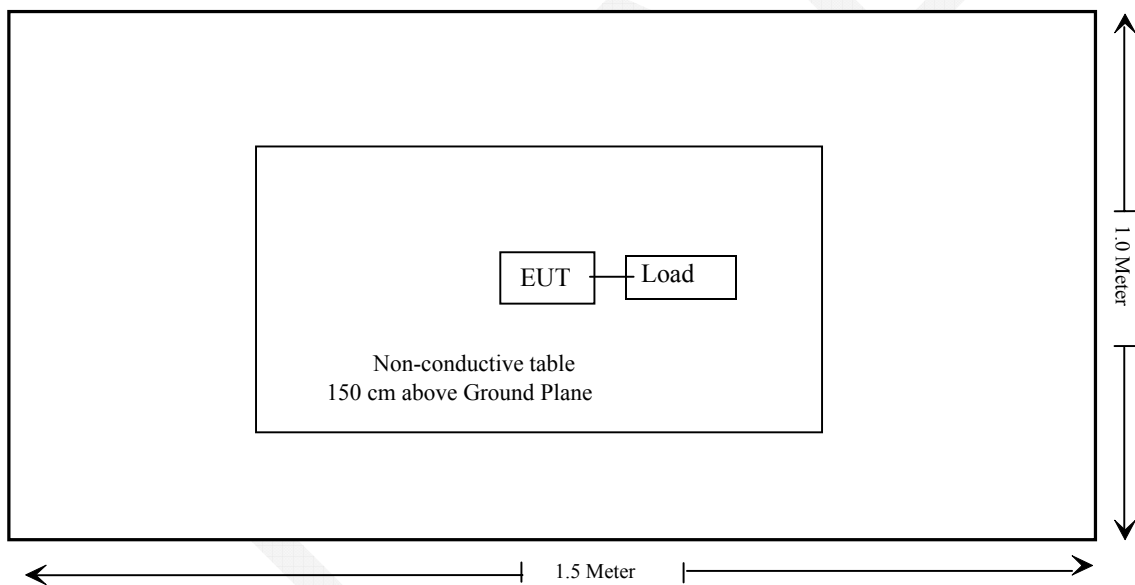 EUT
Load
Non-conductive table
150 cm above Ground Plane
1.0 Meter
1.5 Meter